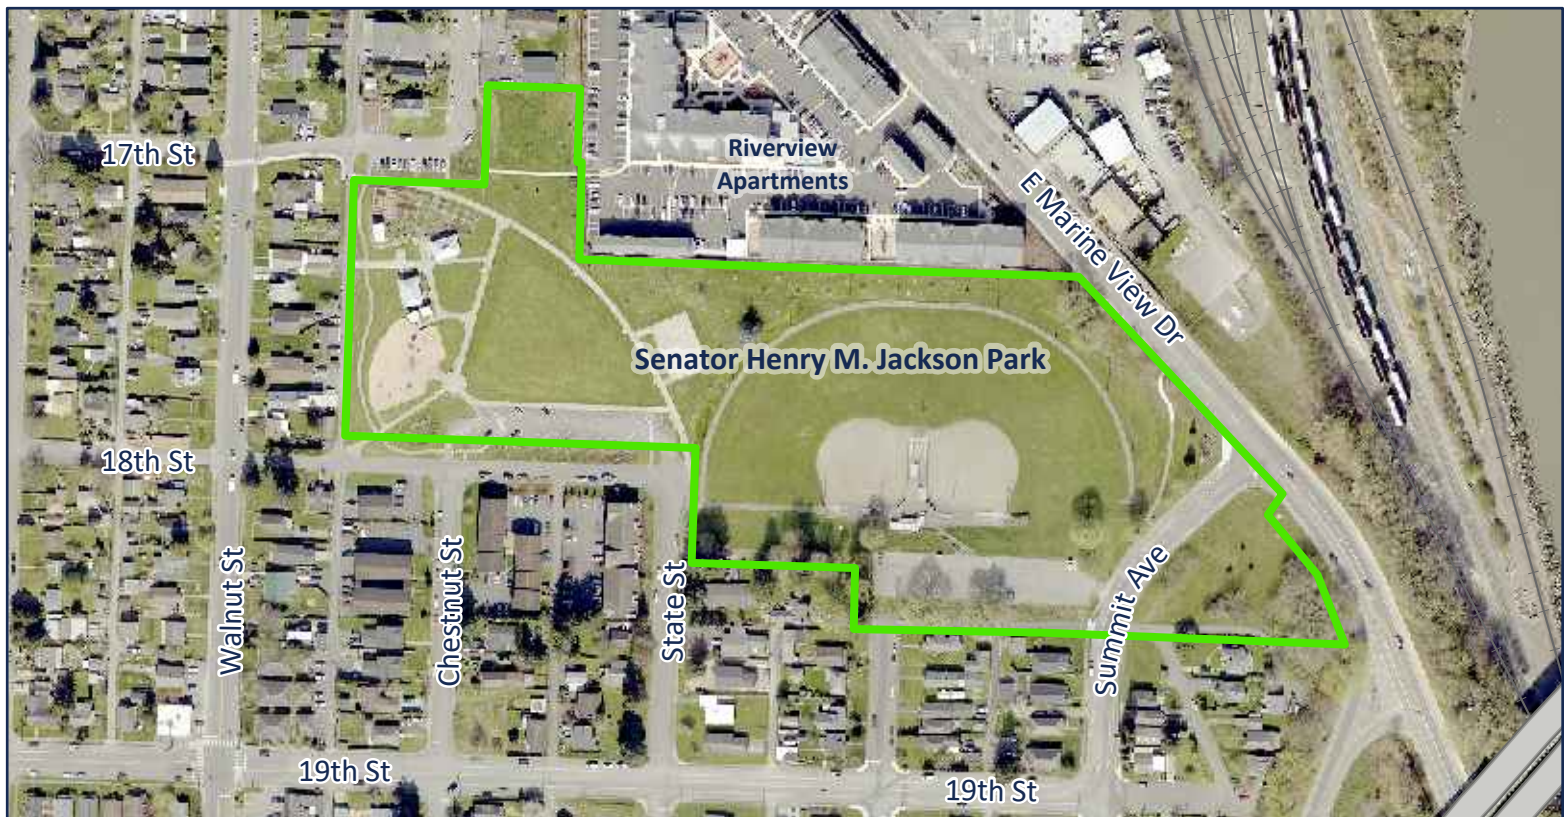 17th St
Riverview
Apartments
E Marine View Dr
Senator Henry M. Jackson Park
18th St
Walnut St
Chestnut St
State St
Summit Ave
19th St
19th St